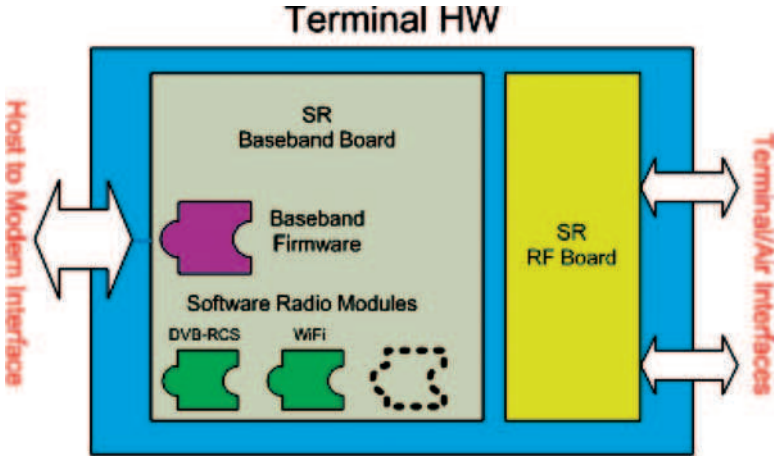 Terminal HW
Host to Modem Interface
SR
Baseband Board
Baseband
Firmware
Software Radio Modules
DVB-RCS
WiFi
SR
RF Board
Terminal/Air Interfaces